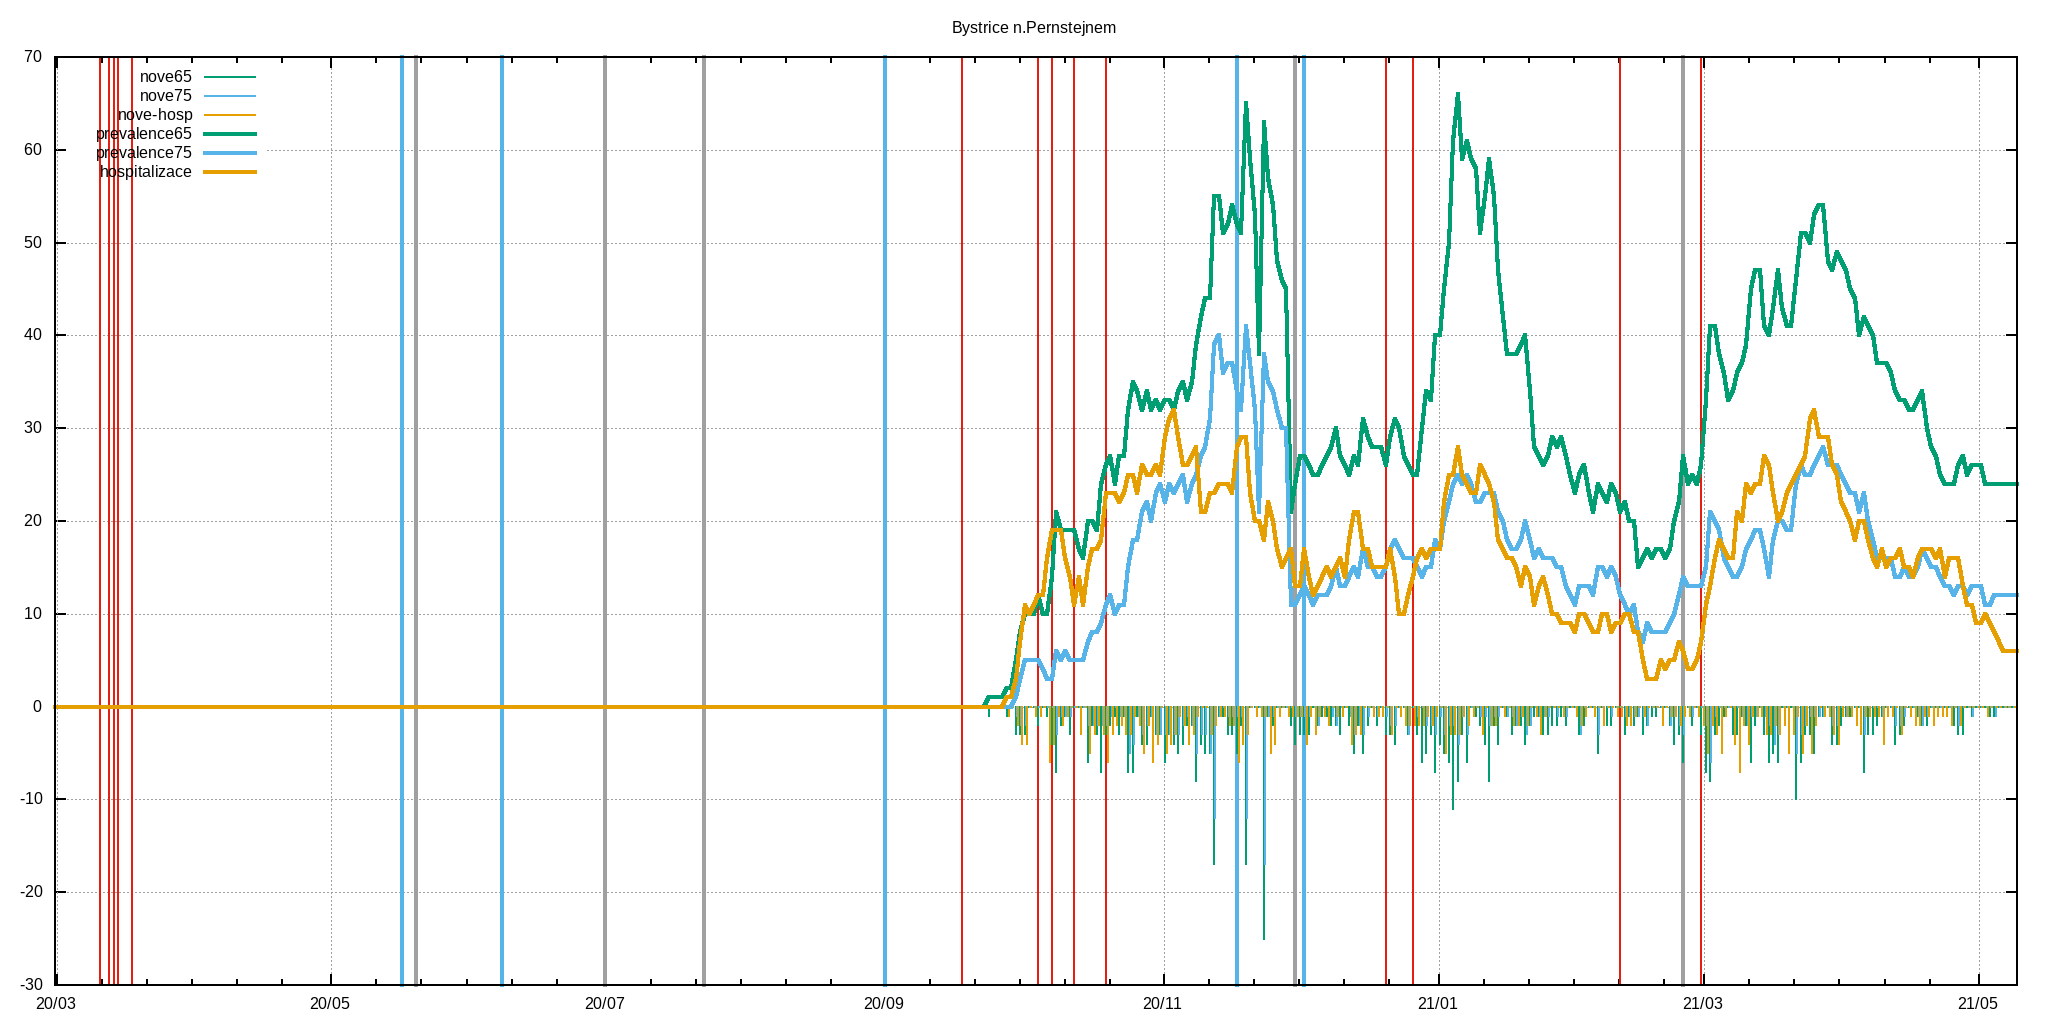 Bystrice n.Pernstejnem
70
60
50
40
30
20
10
0
-10
-20
-30
nove65
nove75
nove-hosp
prevalence65
prevalence75
hospitalizace
20/03 20/05 20/07 20/09 20/11 21/01 21/03 21/05